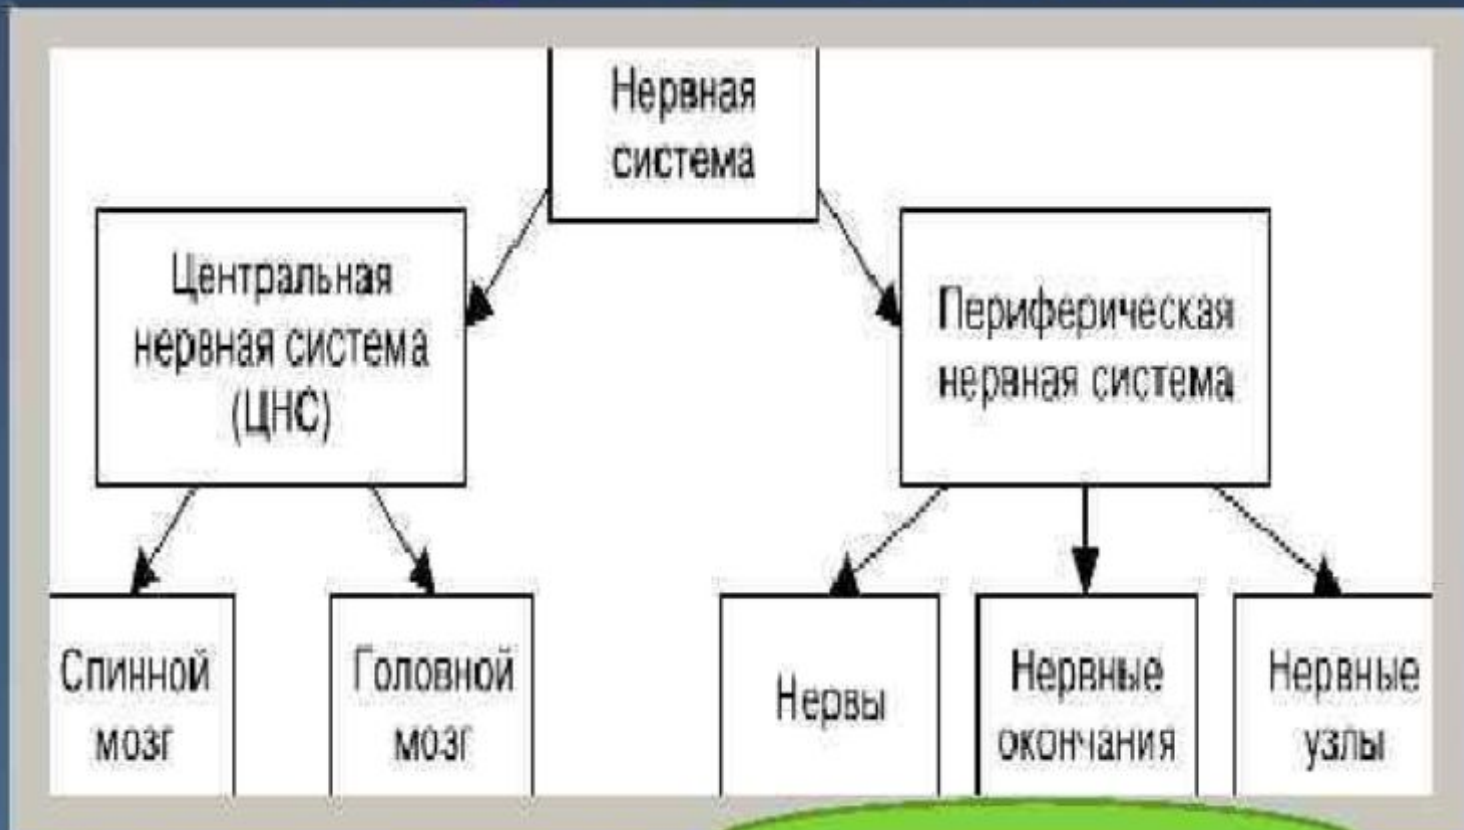 Нервная
система
Центральная
нервная система
(ЦНС)
Периферическая
нервная система
Спинной
мозг
Головной
мозг
Нервы
Нервные
окончания
Нервные
узлы